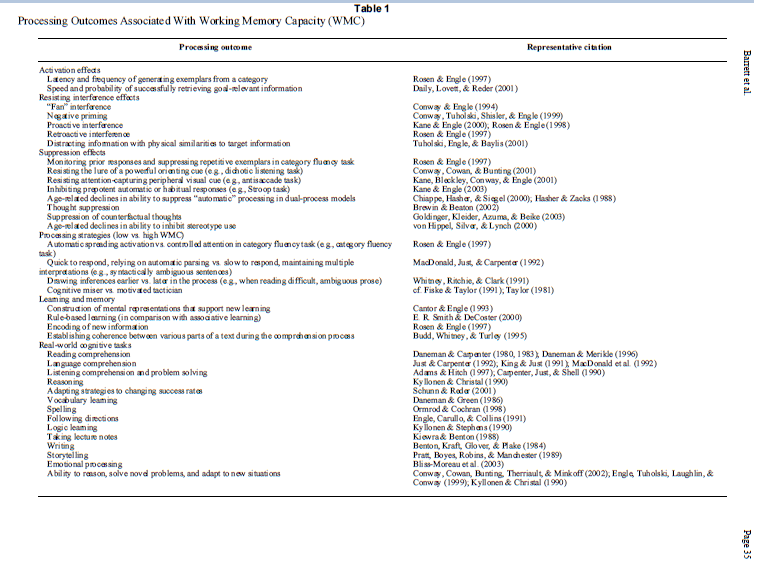 Table 1
Processing Outcomes Associated With Working Memory Capacity (WMC)
Processing outcome Representative citation
Activation effects
Latency and frequency of generating exemplars from a category Rosen & Engle (1997)
Speed and probability of successfully retrieving goal-relevant information Daily, Lovett, & Reder (2001)
Resisting interference effects
“Fan” interference Conway & Engle (1994)
Negative priming Conway, Tuholski, Shisler, & Engle (1999)
Proactive interference Kane & Engle (2000); Rosen & Engle (1998)
Retroactive interference Rosen & Engle (1997)
Distracting information with physical similarities to target information Tuholski, Engle, & Baylis (2001)
Suppression effects
Monitoring prior responses and suppressing repetitive exemplars in category fluency task Rosen & Engle (1997)
Resisting the lure of a powerful orienting cue (e.g., dichotic listening task) Conway, Cowan, & Bunting (2001)
Resisting attention-capturing peripheral visual cue (e.g., antisaccade task) Kane, Bleckley, Conway, & Engle (2001)
Inhibiting prepotent automatic or habitual responses (e.g., Stroop task) Kane & Engle (2003)
Age-related declines in ability to suppress “automatic” processing in dual-process models Chiappe, Hasher, & Siegel (2000); Hasher & Zacks (1988)
Thought suppression Brewin & Beaton (2002)
Suppression of counterfactual thoughts Goldinger, Kleider, Azuma, & Beike (2003)
Age-related declines in ability to inhibit stereotype use von Hippel, Silver, & Lynch (2000)
Processing strategies (low vs. high WMC)
Automatic spreading activation vs. controlled attention in category fluency task (e.g., category fluency Rosen & Engle (1997)
task)
Quick to respond, relying on automatic parsing vs. slow to respond, maintaining multiple MacDonald, Just, & Carpenter (1992)
interpretations (e.g., syntactically ambiguous sentences)
Drawing inferences earlier vs. later in the process (e.g., when reading difficult, ambiguous prose) Whitney, Ritchie, & Clark (1991)
Cognitive miser vs. motivated tactician cf. Fiske & Taylor (1991); Taylor (1981)
Learning and memory
Construction of mental representations that support new learning Cantor & Engle (1993)
Rule-based learning (in comparison with associative learning) E. R. Smith & DeCoster (2000)
Encoding of new information Rosen & Engle (1997)
Establishing coherence between various parts of a text during the comprehension process Budd, Whitney, & Turley (1995)
Real-world cognitive tasks
Reading comprehension Daneman & Carpenter (1980, 1983); Daneman & Merikle (1996)
Language comprehension Just & Carpenter (1992); King & Just (1991); MacDonald et al. (1992)
Listening comprehension and problem solving Adams & Hitch (1997); Carpenter, Just, & Shell (1990)
Reasoning Kyllonen & Christal (1990)
Adapting strategies to changing success rates Schunn & Reder (2001)
Vocabulary learning Daneman & Green (1986)
Spelling Ormrod & Cochran (1998)
Following directions Engle, Carullo, & Collins (1991)
Logic learning Kyllonen & Stephens (1990)
Taking lecture notes Kiewra & Benton (1988)
Writing Benton, Kraft, Glover, & Plake (1984)
Storytelling Pratt, Boyes, Robins, & Manchester (1989)
Emotional processing Bliss-Moreau et al. (2003)
Ability to reason, solve novel problems, and adapt to new situations Conway, Cowan, Bunting, Therriault, & Minkoff (2002); Engle, Tuholski, Laughlin, &
Conway (1999); Kyllonen & Christal (1990)
Barrett et al.
Page 35